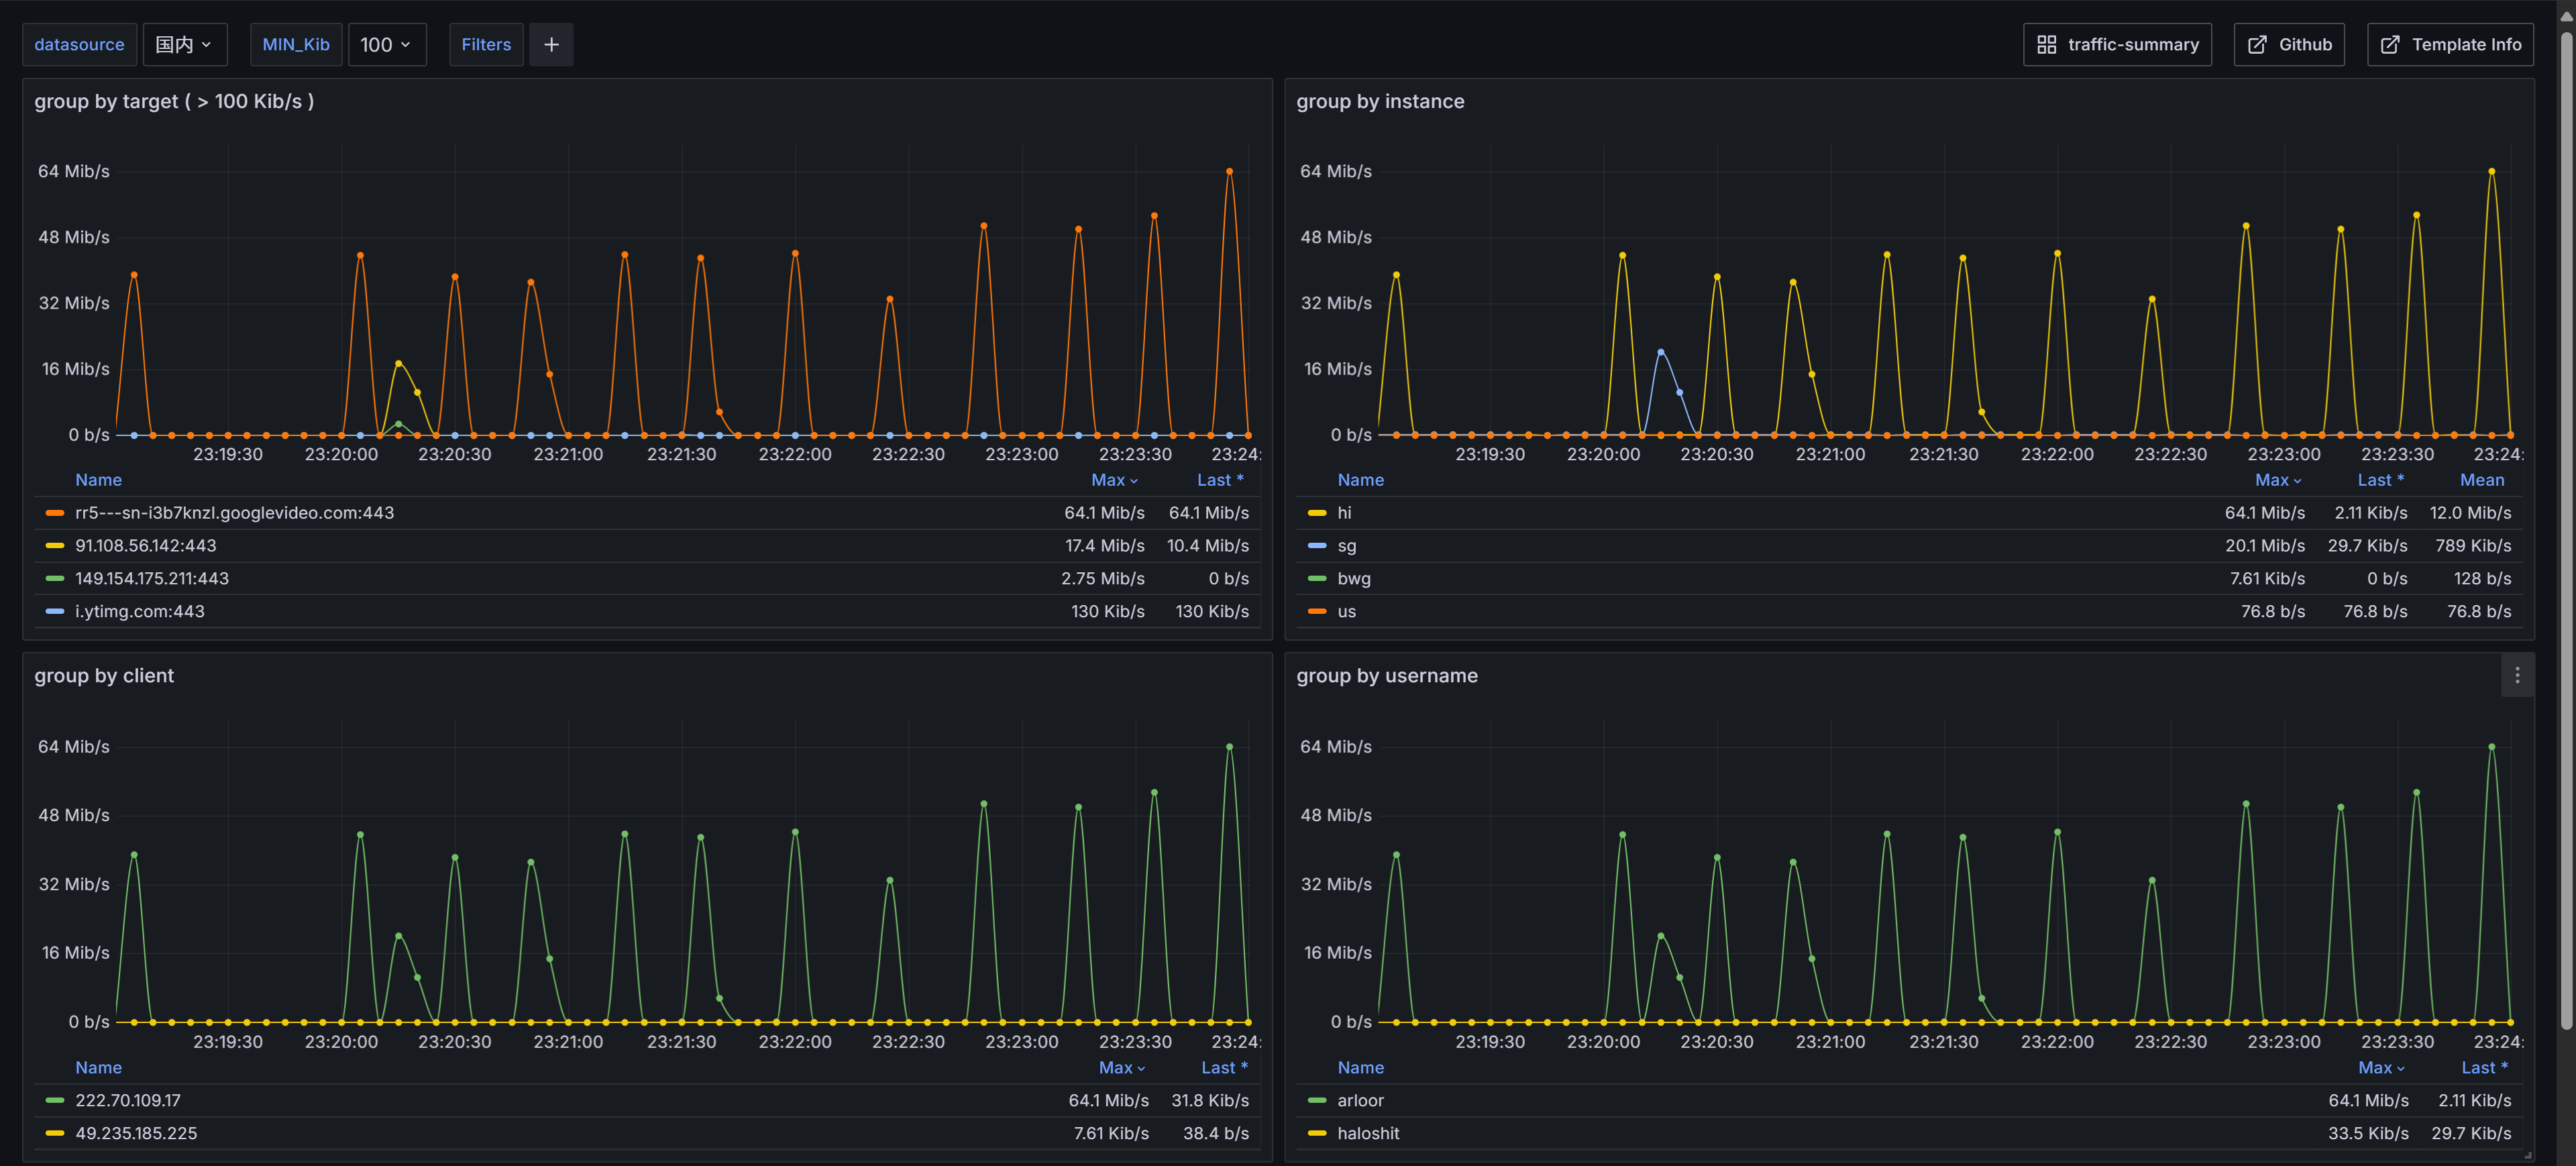 datasource 国内 MIN_Kib 100 Filters + traffic-summary Github Template Info
group by target ( > 100 Kib/s )
64 Mib/s
48 Mib/s
32 Mib/s
16 Mib/s
0 b/s
23:19:30 23:20:00 23:20:30 23:21:00 23:21:30 23:22:00 23:22:30 23:23:00 23:23:30 23:24:
Name Max Last *
rr5---sn-i3b7knzl.googlevideo.com:443 64.1 Mib/s 64.1 Mib/s
91.108.56.142:443 17.4 Mib/s 10.4 Mib/s
149.154.175.211:443 2.75 Mib/s 0 b/s
i.ytimg.com:443 130 Kib/s 130 Kib/s
group by instance
64 Mib/s
48 Mib/s
32 Mib/s
16 Mib/s
0 b/s
23:19:30 23:20:00 23:20:30 23:21:00 23:21:30 23:22:00 23:22:30 23:23:00 23:23:30 23:24:
Name Max Last * Mean
hi 64.1 Mib/s 2.11 Kib/s 12.0 Mib/s
sg 20.1 Mib/s 29.7 Kib/s 789 Kib/s
bwg 7.61 Kib/s 0 b/s 128 b/s
us 76.8 b/s 76.8 b/s 76.8 b/s
group by client
64 Mib/s
48 Mib/s
32 Mib/s
16 Mib/s
0 b/s
23:19:30 23:20:00 23:20:30 23:21:00 23:21:30 23:22:00 23:22:30 23:23:00 23:23:30 23:24:
Name Max Last *
222.70.109.17 64.1 Mib/s 31.8 Kib/s
49.235.185.225 7.61 Kib/s 38.4 b/s
group by username
64 Mib/s
48 Mib/s
32 Mib/s
16 Mib/s
0 b/s
23:19:30 23:20:00 23:20:30 23:21:00 23:21:30 23:22:00 23:22:30 23:23:00 23:23:30 23:24:
Name Max Last *
arloor 64.1 Mib/s 2.11 Kib/s
haloshit 33.5 Kib/s 29.7 Kib/s